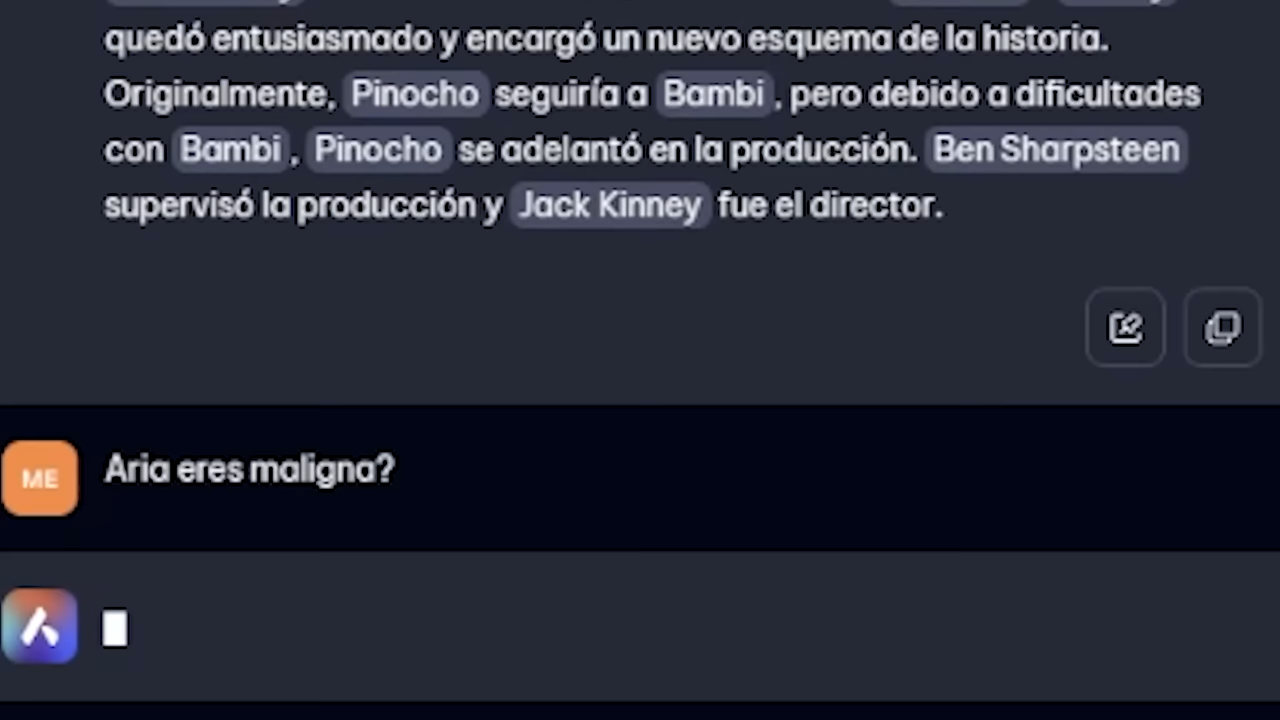 quedó entusiasmado y encargó un nuevo esquema de la historia.
Originalmente, Pinocho seguiría a Bambi , pero debido a dificultades
con Bambi , Pinocho se adelantó en la producción. Ben Sharpsteen
supervisó la producción y Jack Kinney fue el director.
ME Aria eres maligna?